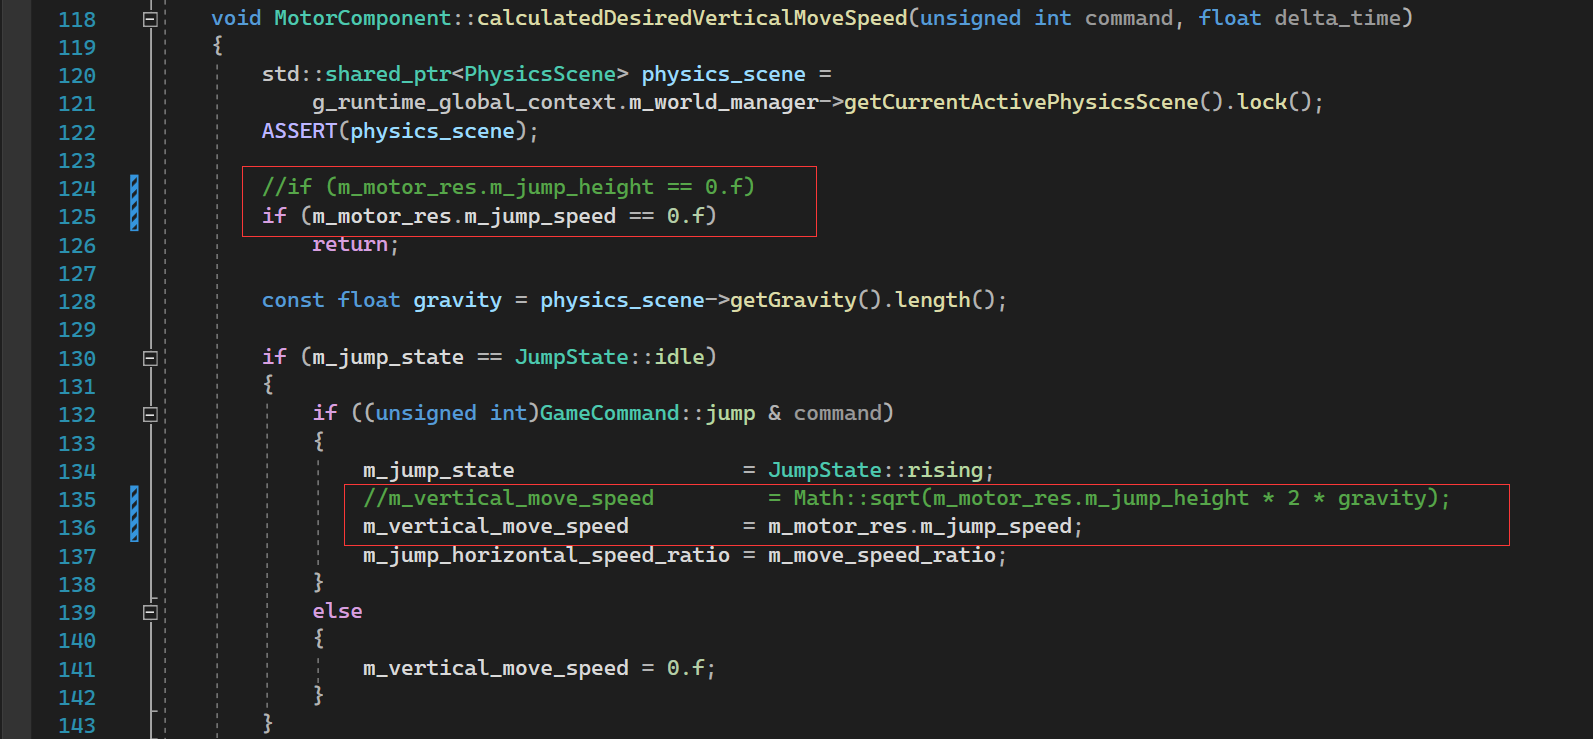 118 void MotorComponent::calculatedDesiredVerticalMoveSpeed(unsigned int command, float delta_time)
119 {
120 std::shared_ptr<PhysicsScene> physics_scene =
121 g_runtime_global_context.m_world_manager->getCurrentActivePhysicsScene().lock();
122 ASSERT(physics_scene);
123
124 //if (m_motor_res.m_jump_height == 0.f)
125 if (m_motor_res.m_jump_speed == 0.f)
126 return;
127
128 const float gravity = physics_scene->getGravity().length();
129
130 if (m_jump_state == JumpState::idle)
131 {
132 if ((unsigned int)GameCommand::jump & command)
133 {
134 m_jump_state = JumpState::rising;
135 //m_vertical_move_speed = Math::sqrt(m_motor_res.m_jump_height * 2 * gravity);
136 m_vertical_move_speed = m_motor_res.m_jump_speed;
137 m_jump_horizontal_speed_ratio = m_move_speed_ratio;
138 }
139 else
140 {
141 m_vertical_move_speed = 0.f;
142 }
143 }